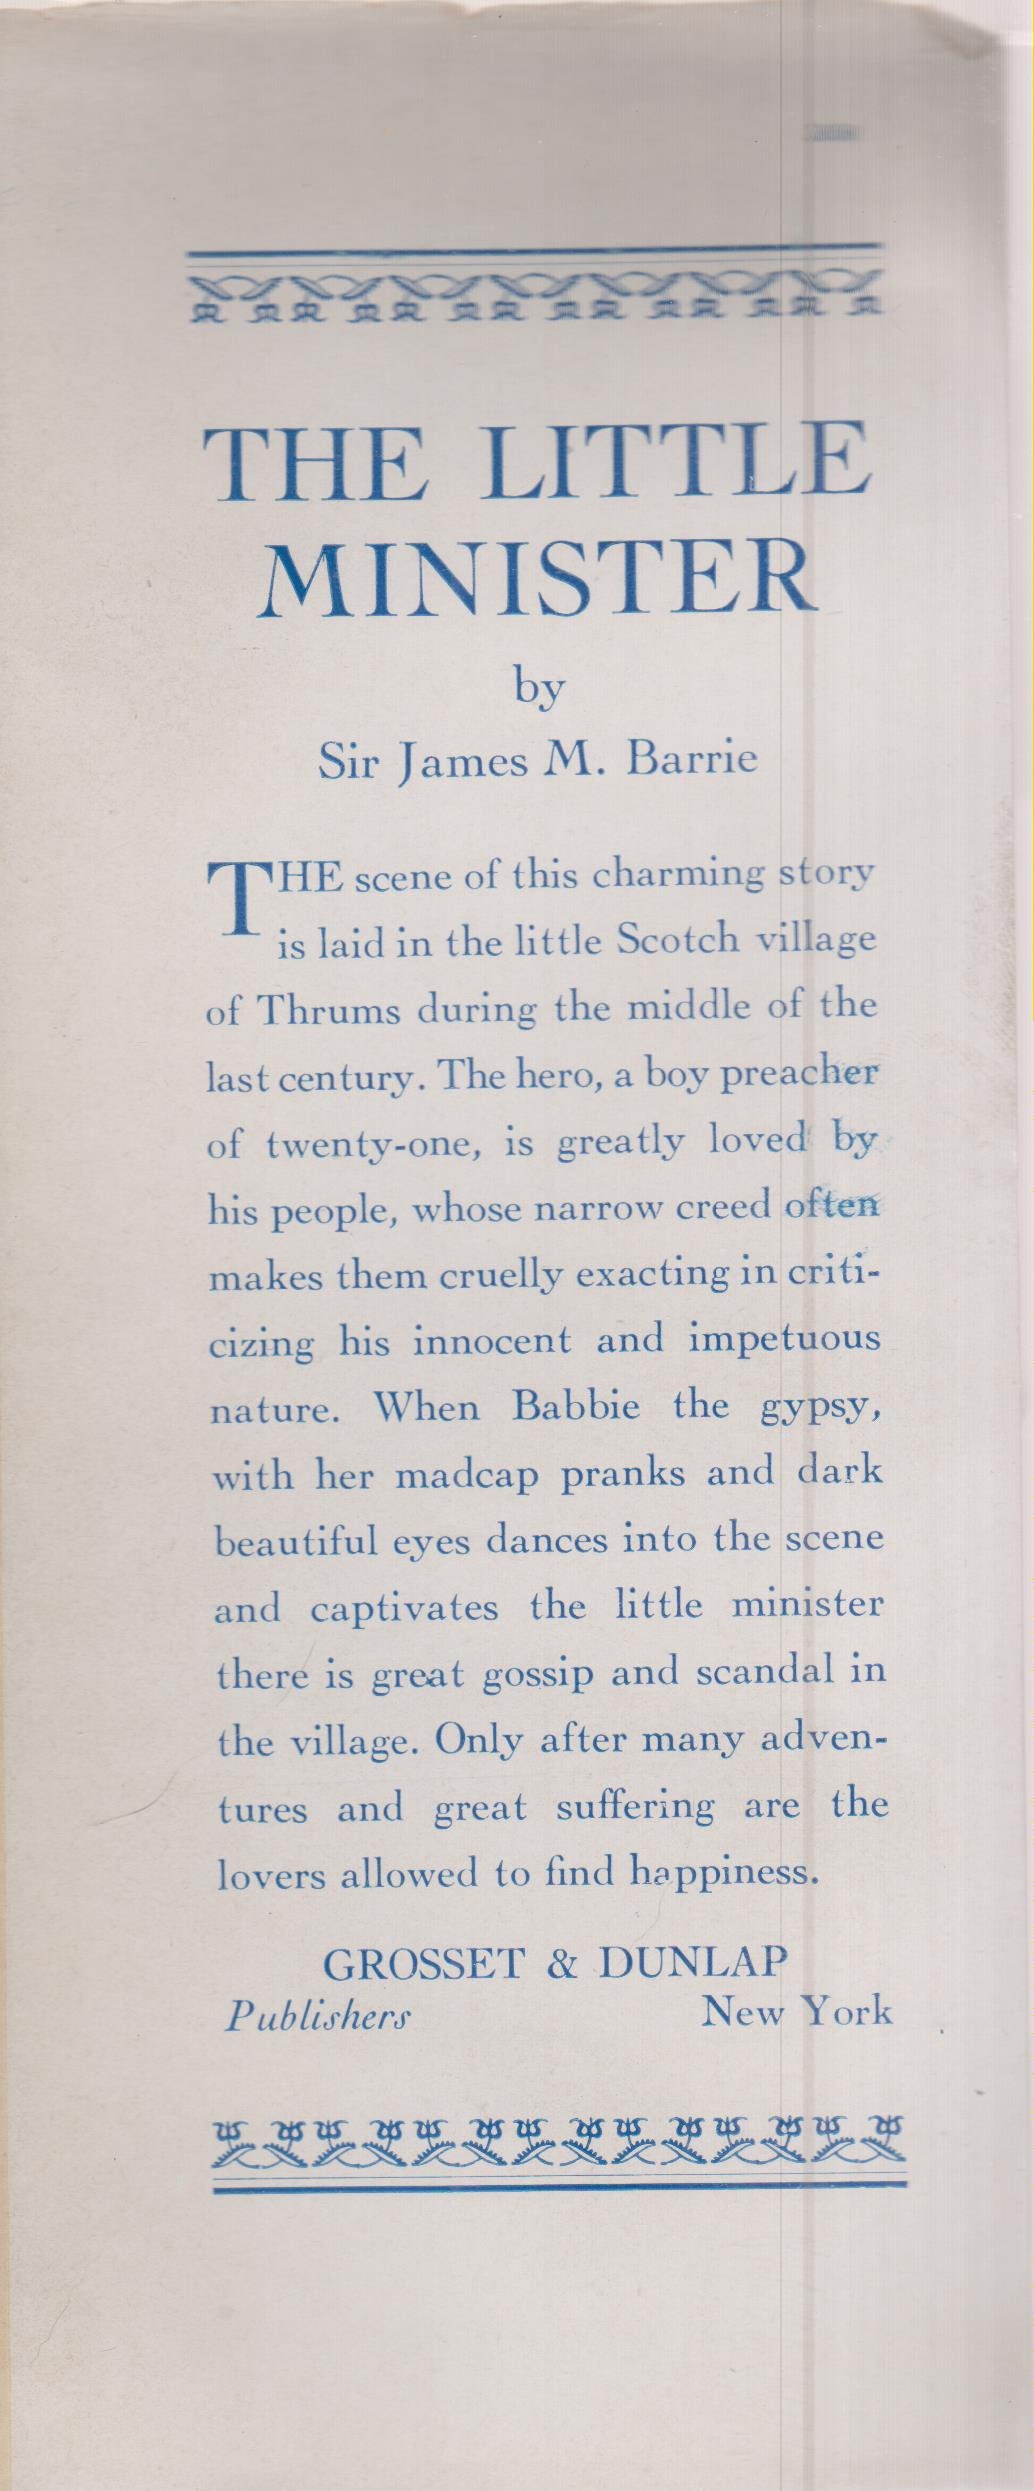 THE LITTLE
MINISTER
by
Sir James M. Barrie
THE scene of this charming story
is laid in the little Scotch village
of Thrums during the middle of the
last century. The hero, a boy preacher
of twenty-one, is greatly loved by
his people, whose narrow creed often
makes them cruelly exacting in criti-
cizing his innocent and impetuous
nature. When Babbie the gypsy,
with her madcap pranks and dark
beautiful eyes dances into the scene
and captivates the little minister
there is great gossip and scandal in
the village. Only after many adven-
tures and great suffering are the
lovers allowed to find happiness.
GROSSET & DUNLAP
Publishers New York